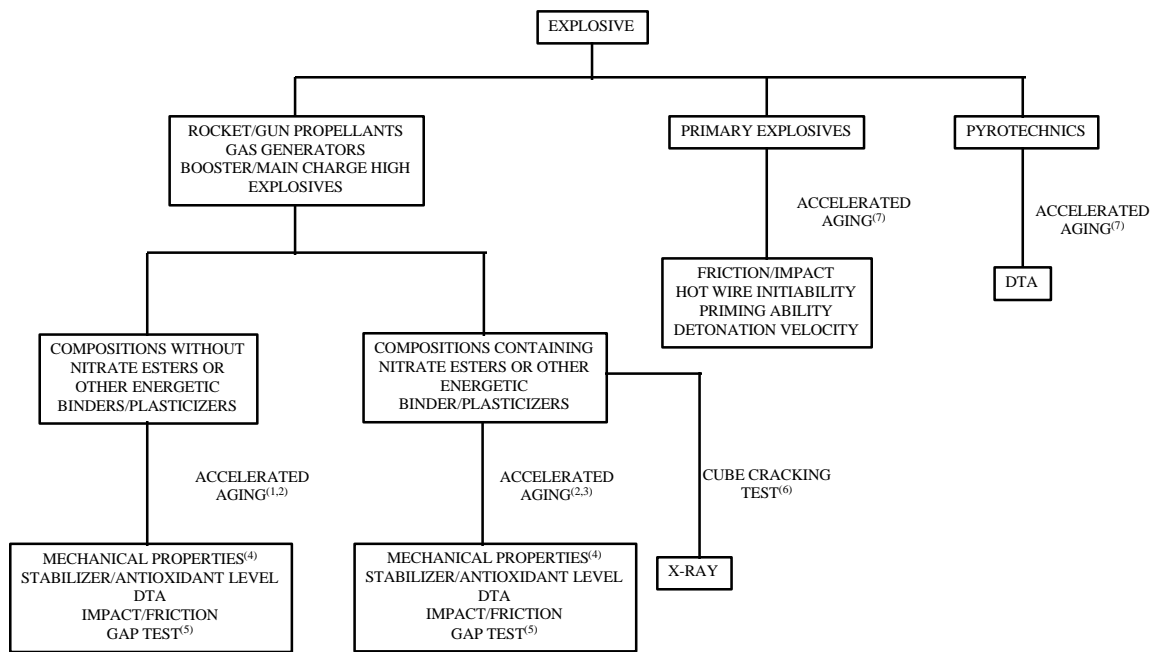 EXPLOSIVE
ROCKET/GUN PROPELLANTS
GAS GENERATORS
BOOSTER/MAIN CHARGE HIGH
EXPLOSIVES
PRIMARY EXPLOSIVES
PYROTECHNICS
ACCELERATED
AGING(7)
ACCELERATED
AGING(7)
FRICTION/IMPACT
HOT WIRE INITIABILITY
PRIMING ABILITY
DETONATION VELOCITY
DTA
COMPOSITIONS WITHOUT
NITRATE ESTERS OR
OTHER ENERGETIC
BINDERS/PLASTICIZERS
COMPOSITIONS CONTAINING
NITRATE ESTERS OR OTHER
ENERGETIC
BINDER/PLASTICIZERS
ACCELERATED
AGING(1,2)
ACCELERATED
AGING(2,3)
CUBE CRACKING
TEST(6)
MECHANICAL PROPERTIES(4)
STABILIZER/ANTIOXIDANT LEVEL
DTA
IMPACT/FRICTION
GAP TEST(5)
MECHANICAL PROPERTIES(4)
STABILIZER/ANTIOXIDANT LEVEL
DTA
IMPACT/FRICTION
GAP TEST(5)
X-RAY